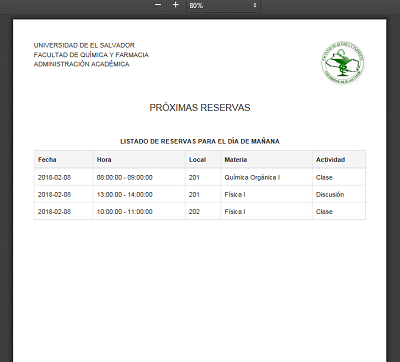 80%
UNIVERSIDAD DE EL SALVADOR
FACULTAD DE QUÍMICA Y FARMACIA
ADMINISTRACIÓN ACADÉMICA
PRÓXIMAS RESERVAS
LISTADO DE RESERVAS PARA EL DÍA DE MAÑANA
Fecha Hora Local Materia Actividad
2018-02-08 08:00:00 - 09:00:00 201 Química Orgánica I Clase
2018-02-08 13:00:00 - 14:00:00 201 Física I Discusión
2018-02-08 10:00:00 - 11:00:00 202 Física I Clase